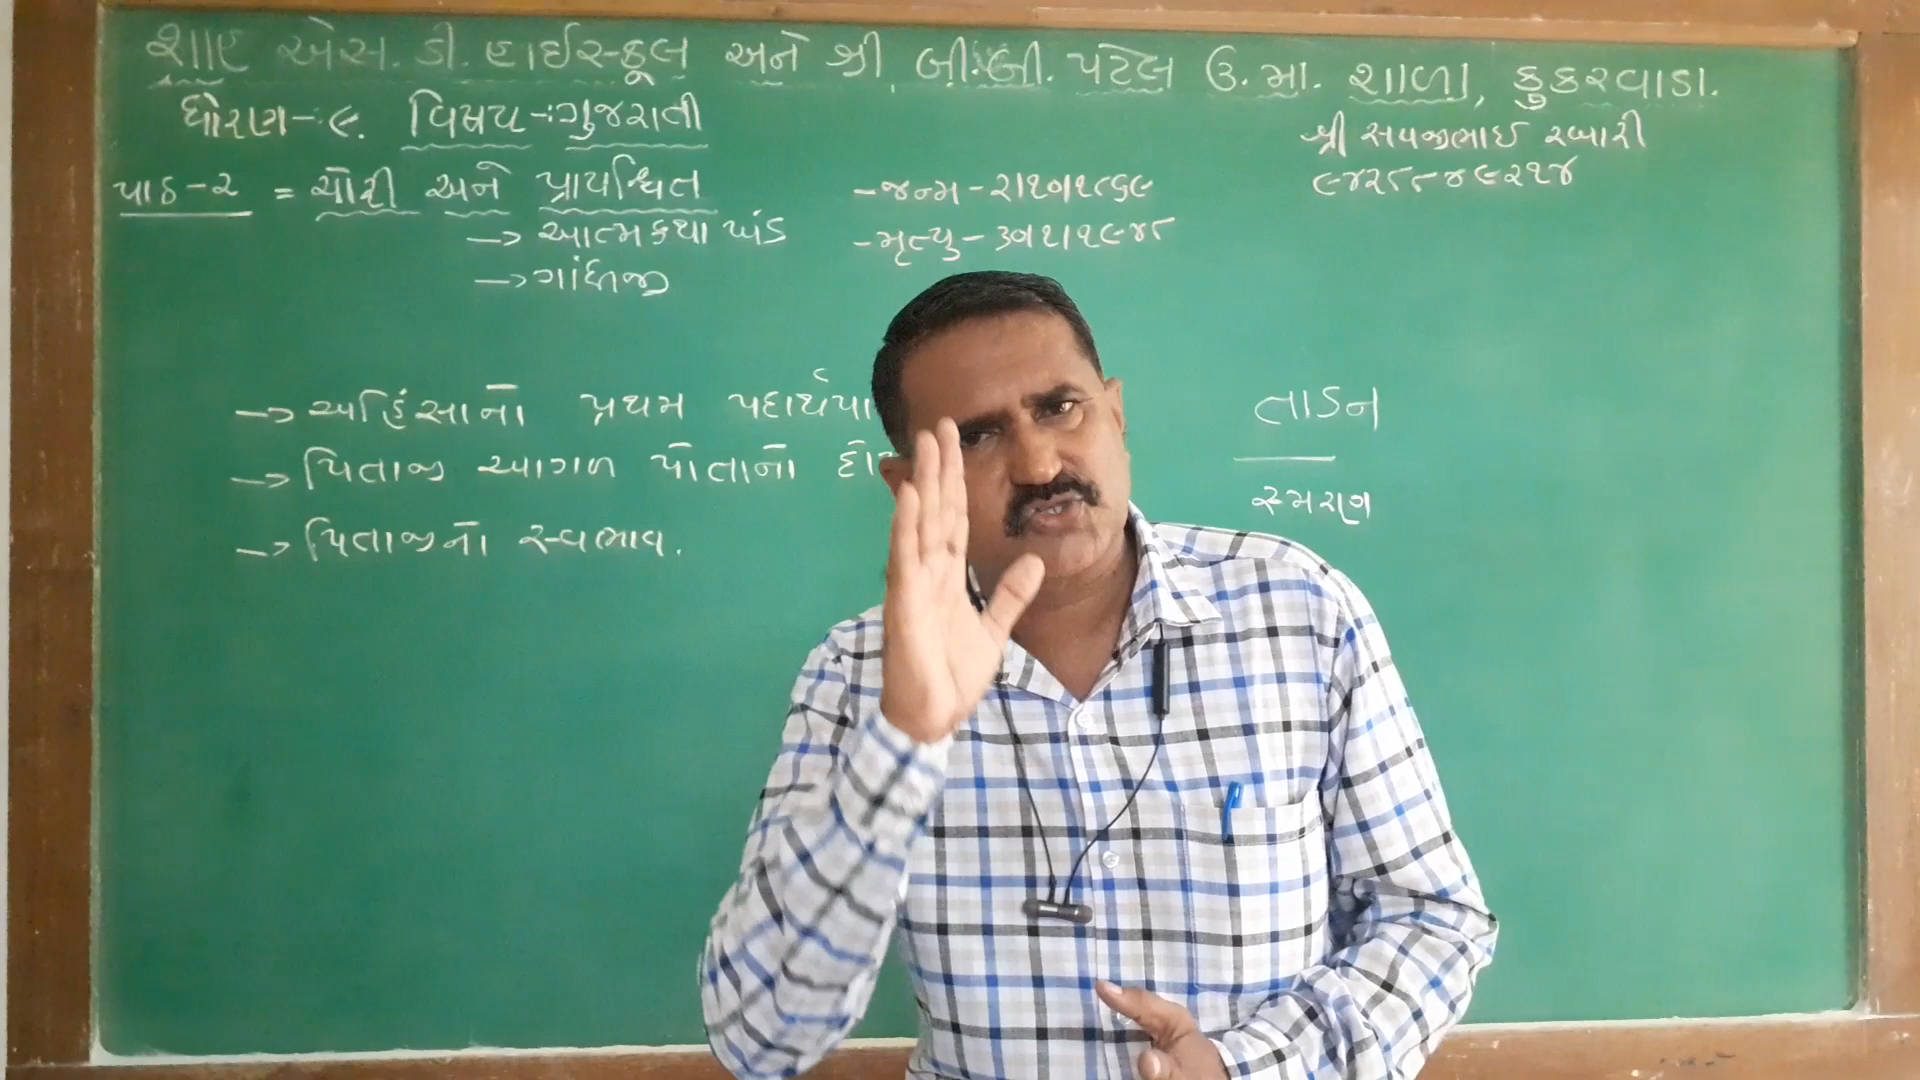 શાહ એસ. ડી. હાઈસ્કૂલ અને શ્રી બી.બી. પટેલ ઉ. મા. શાળા, કુકરવાડા.
ધોરણ-:૯. વિષય-:ગુજરાતી
શ્રી સવજીભાઈ રબારી
૯૪૨૮૮૪૯૨૧૪
પાઠ-૨ = ચોરી અને પ્રાયશ્ચિત
-જન્મ-૨।૧૦।૧૮૬૯
-> આત્મકથા ખંડ
-મૃત્યુ-૩૦।૧।૧૯૪૮
->ગાંધીજી
-> અહિંસાનો પ્રથમ પદાર્થપા
તાડન
-> પિતાજી આગળ પોતાનો
સ્મરણ
-> પિતાજીનો સ્વભાવ.